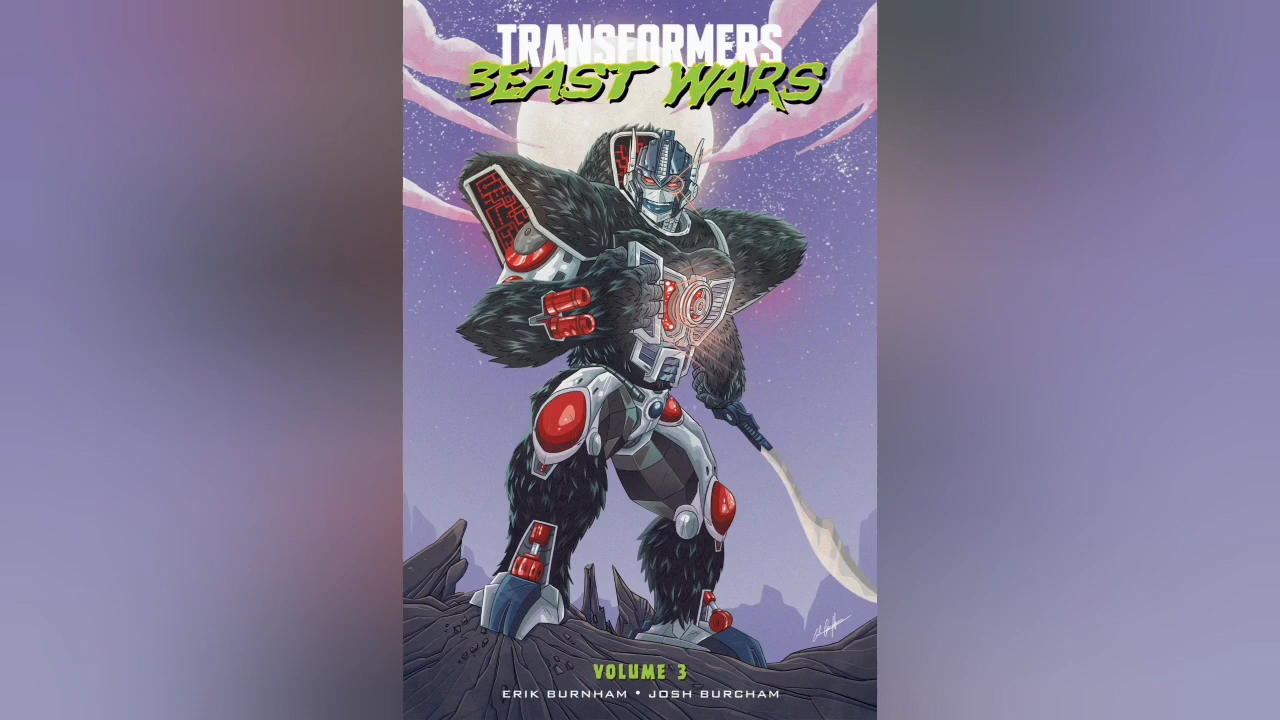 TRANSFORMERS
BEAST WARS
VOLUME 3
ERIK BURNHAM • JOSH BURCHAM